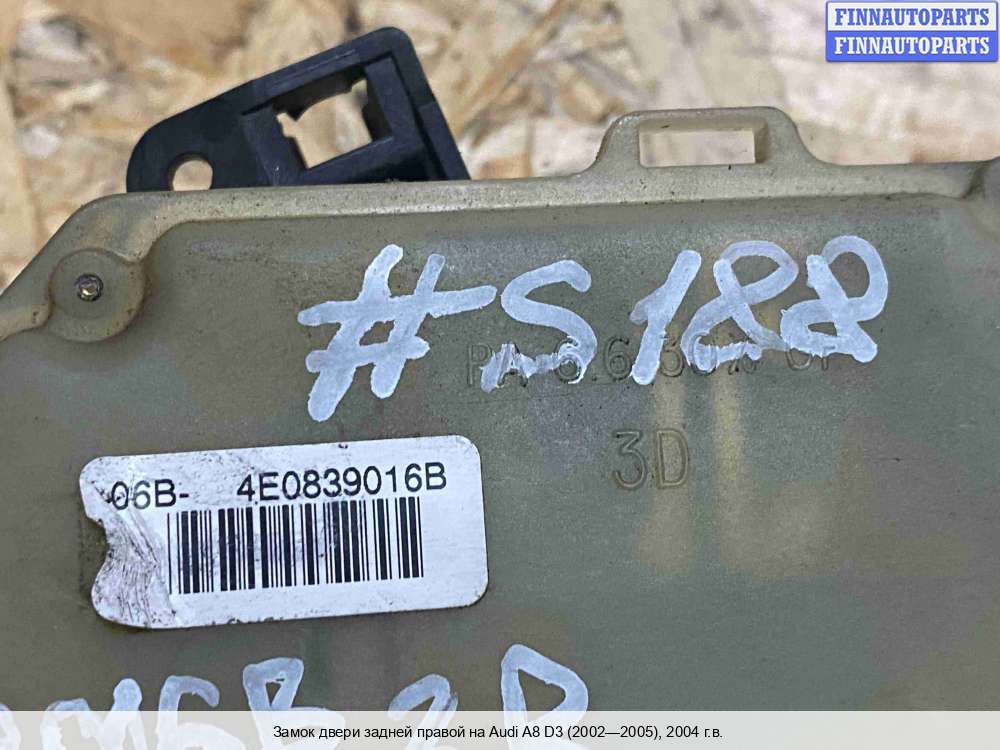 FINNAUTOPARTS
FINNAUTOPARTS
#S188
3D
06B- 4E0839016B
Замок двери задней правой на Audi A8 D3 (2002—2005), 2004 г.в.